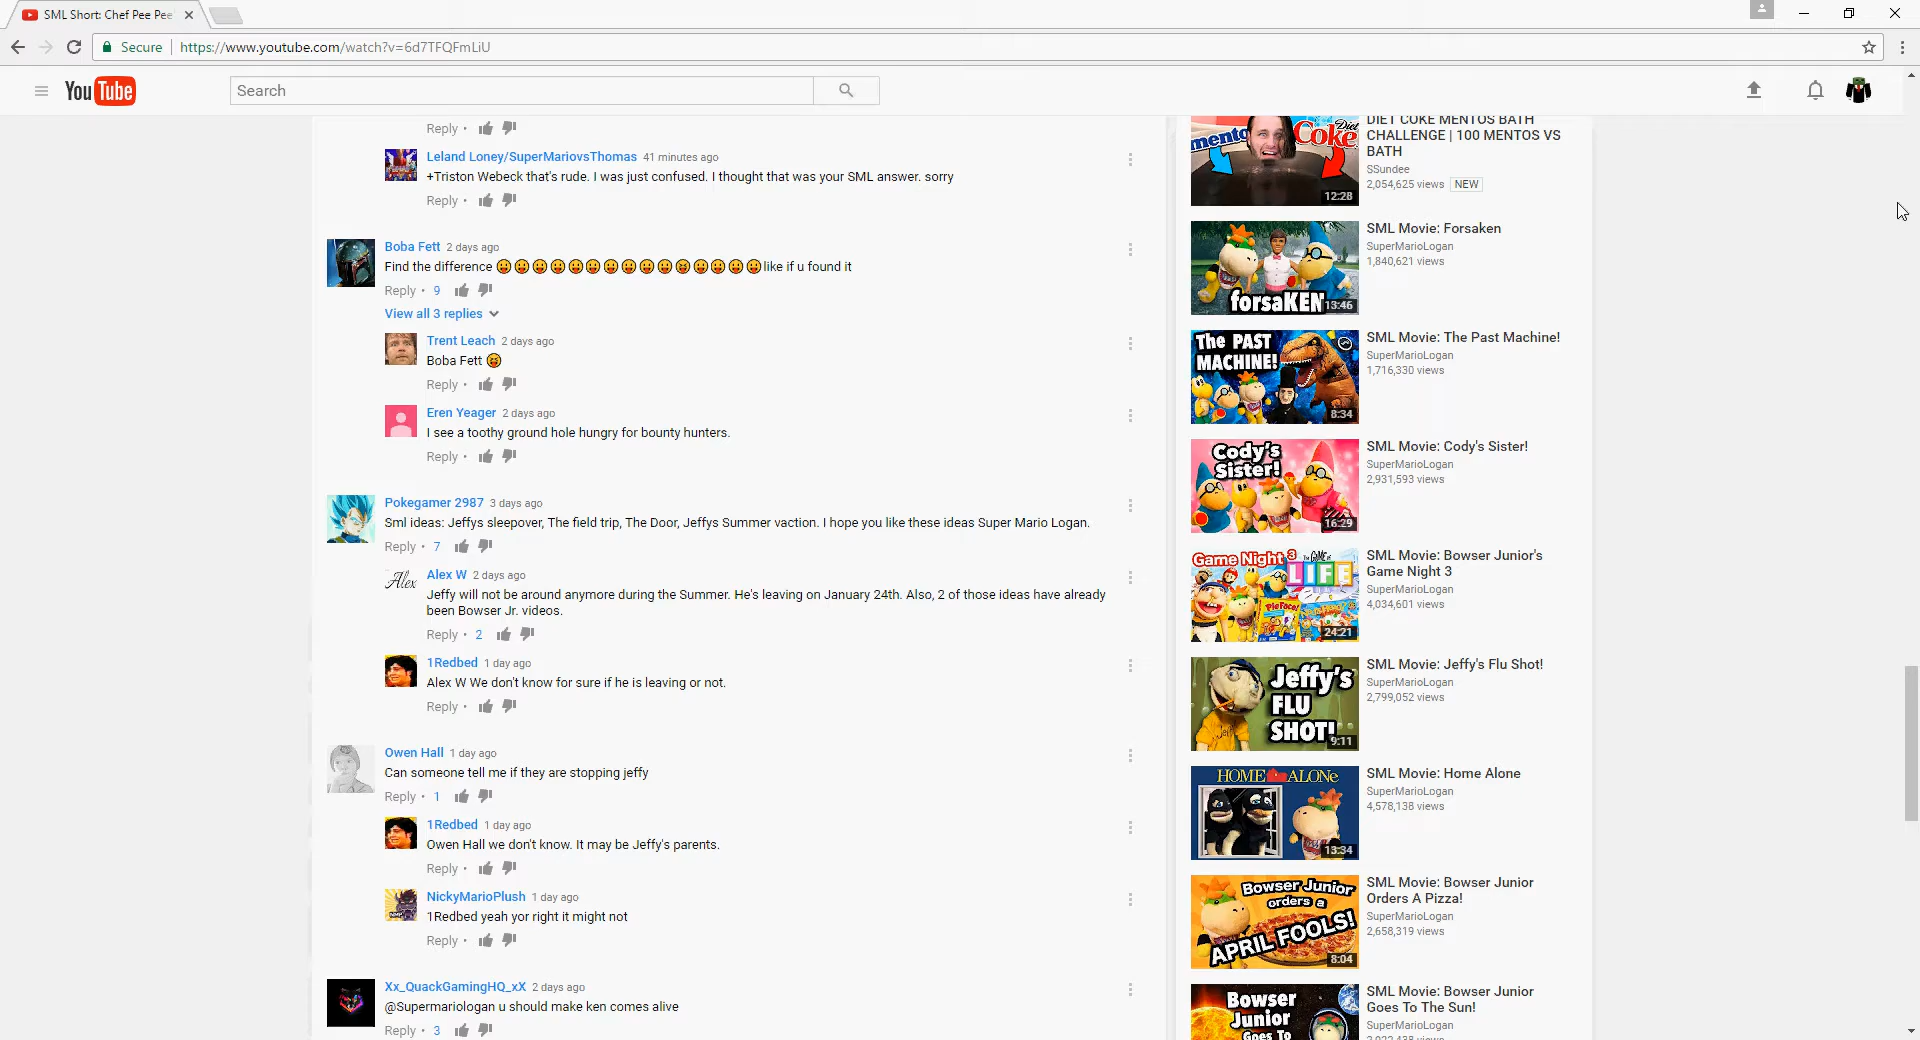 SML Short: Chef Pee Pee
Secure | https://www.youtube.com/watch?v=6d7TFQFmLiU
YouTube
Search
Reply •
Leland Loney/SuperMariovsThomas 41 minutes ago
+Triston Webeck that's rude. I was just confused. I thought that was your SML answer. sorry
Reply •
Boba Fett 2 days ago
Find the difference 😛😛😛😛😛😛😛😛😛😛😝😛😛😛😛like if u found it
Reply • 9
View all 3 replies
Trent Leach 2 days ago
Boba Fett 😝
Reply •
Eren Yeager 2 days ago
I see a toothy ground hole hungry for bounty hunters.
Reply •
Pokegamer 2987 3 days ago
Sml ideas: Jeffys sleepover, The field trip, The Door, Jeffys Summer vaction. I hope you like these ideas Super Mario Logan.
Reply • 7
Alex
Alex W 2 days ago
Jeffy will not be around anymore during the Summer. He's leaving on January 24th. Also, 2 of those ideas have already
been Bowser Jr. videos.
Reply • 2
1Redbed 1 day ago
Alex W We don't know for sure if he is leaving or not.
Reply •
Owen Hall 1 day ago
Can someone tell me if they are stopping jeffy
Reply • 1
1Redbed 1 day ago
Owen Hall we don't know. It may be Jeffy's parents.
Reply •
NickyMarioPlush 1 day ago
1Redbed yeah yor right it might not
Reply •
Xx_QuackGamingHQ_xX 2 days ago
@Supermariologan u should make ken comes alive
Reply • 3
mento
Diet
Coke
12:28
DIET COKE MENTOS BATH
CHALLENGE | 100 MENTOS VS
BATH
SSundee
2,054,625 views NEW
forsaKEN
13:46
SML Movie: Forsaken
SuperMarioLogan
1,840,621 views
The PAST
MACHINE!
8:34
SML Movie: The Past Machine!
SuperMarioLogan
1,716,330 views
Cody's
Sister!
16:29
SML Movie: Cody's Sister!
SuperMarioLogan
2,931,593 views
Game Night 3
THE GAME OF
LIFE
Pie Face!
24:21
SML Movie: Bowser Junior's
Game Night 3
SuperMarioLogan
4,034,601 views
Jeffy's
FLU
SHOT!
9:11
SML Movie: Jeffy's Flu Shot!
SuperMarioLogan
2,799,052 views
HOME ALONe
13:34
SML Movie: Home Alone
SuperMarioLogan
4,578,138 views
Bowser Junior
orders a
APRIL FOOLS!
8:04
SML Movie: Bowser Junior
Orders A Pizza!
SuperMarioLogan
2,658,319 views
Bowser
Junior
Goes To
SML Movie: Bowser Junior
Goes To The Sun!
SuperMarioLogan